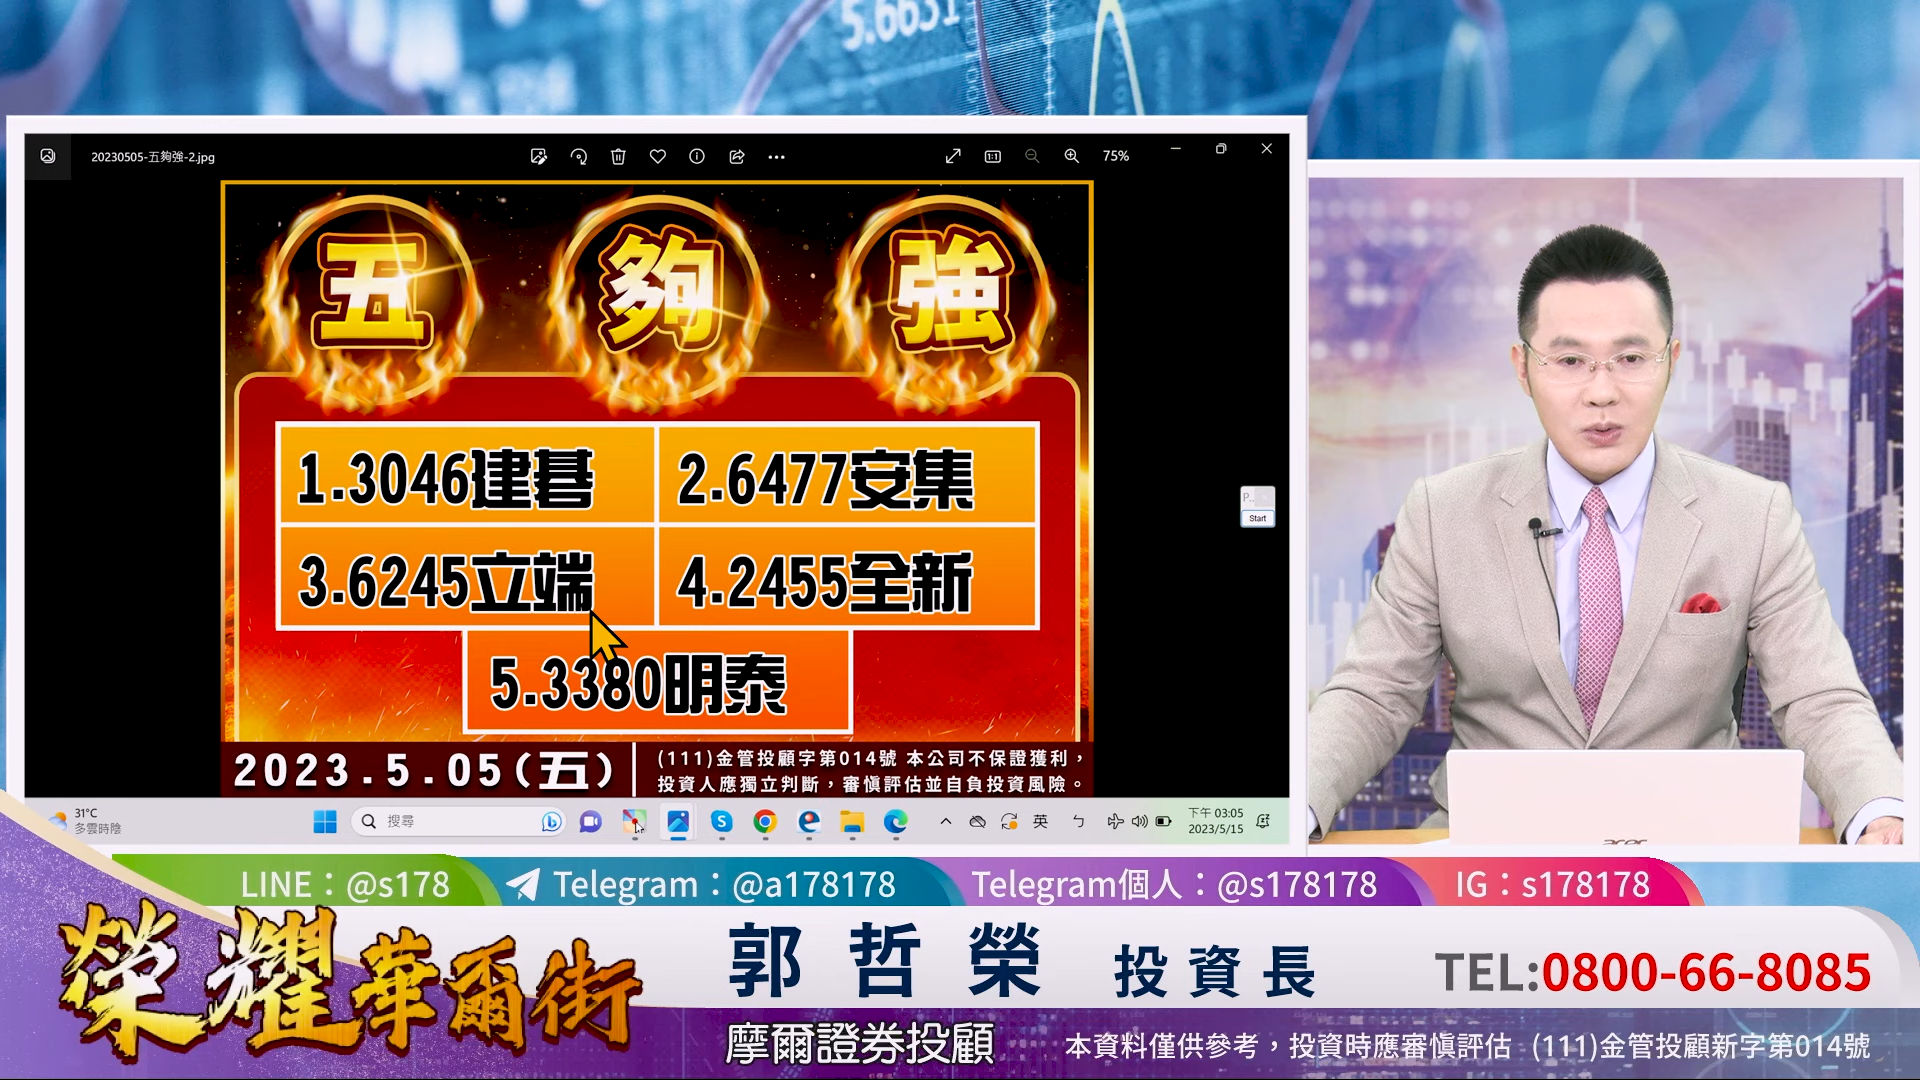 5.6631
20230505-五夠強-2.jpg
75%
五夠強
1.3046建碁
2.6477安集
3.6245立端
4.2455全新
5.3380明泰
2023.5.05(五)
(111)金管投顧字第014號 本公司不保證獲利，
投資人應獨立判斷，審慎評估並自負投資風險。
P..
Start
31°C
多雲時陰
搜尋
英
ㄅ
下午 03:05
2023/5/15
acer
LINE：@s178
Telegram：@a178178
Telegram個人：@s178178
IG：s178178
榮耀華爾街
郭哲榮 投資長
TEL:0800-66-8085
摩爾證券投顧
本資料僅供參考，投資時應審慎評估 (111)金管投顧新字第014號